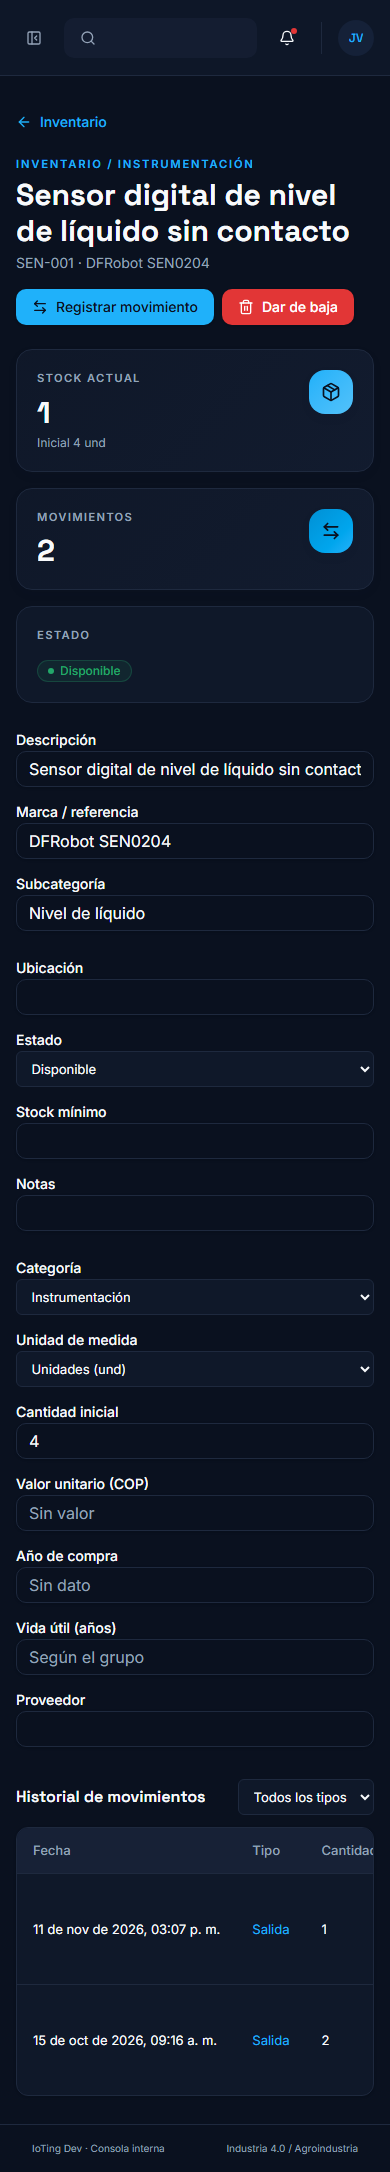 JV
Inventario
INVENTARIO / INSTRUMENTACIÓN
Sensor digital de nivel
de líquido sin contacto
SEN-001 · DFRobot SEN0204
Registrar movimiento
Dar de baja
STOCK ACTUAL
1
Inicial 4 und
MOVIMIENTOS
2
ESTADO
Disponible
Descripción
Sensor digital de nivel de líquido sin contact
Marca / referencia
DFRobot SEN0204
Subcategoría
Nivel de líquido
Ubicación
Estado
Disponible
Stock mínimo
Notas
Categoría
Instrumentación
Unidad de medida
Unidades (und)
Cantidad inicial
4
Valor unitario (COP)
Sin valor
Año de compra
Sin dato
Vida útil (años)
Según el grupo
Proveedor
Historial de movimientos
Todos los tipos
Fecha Tipo Cantidad
11 de nov de 2026, 03:07 p. m. Salida 1
15 de oct de 2026, 09:16 a. m. Salida 2
IoTing Dev · Consola interna
Industria 4.0 / Agroindustria